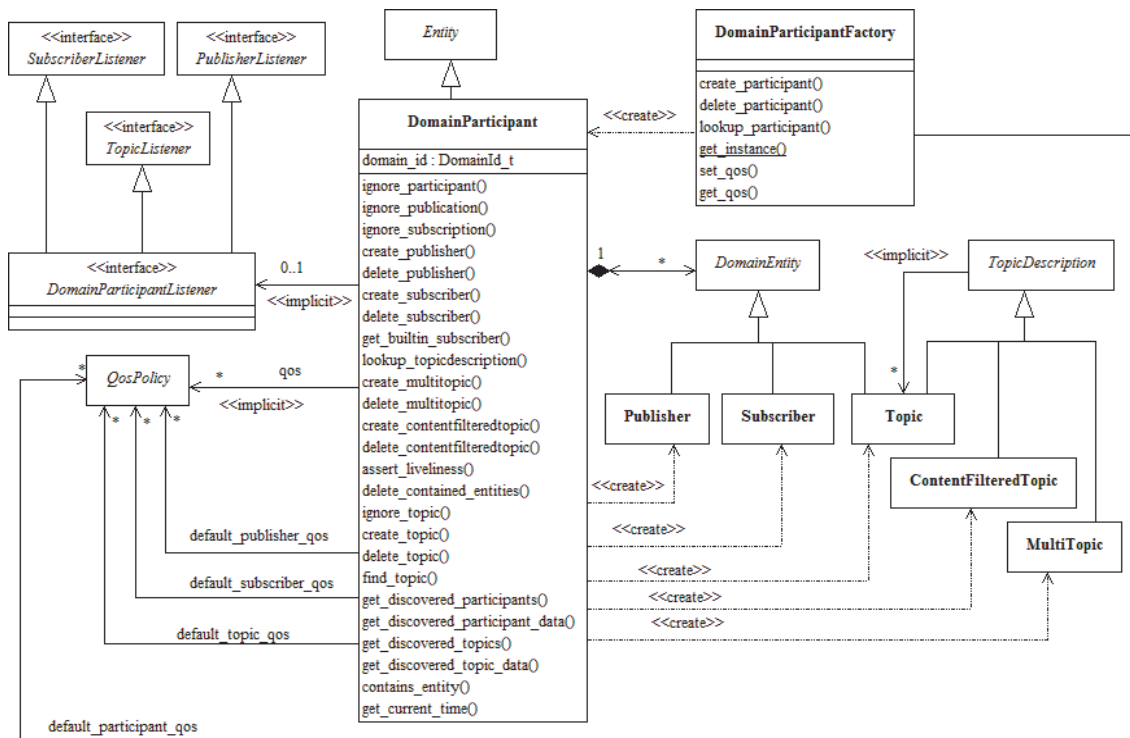 <<interface>>
SubscriberListener
<<interface>>
PublisherListener
<<interface>>
TopicListener
<<interface>>
DomainParticipantListener
0..1
<<implicit>>
Entity
DomainParticipant
domain_id : DomainId_t
ignore_participant()
ignore_publication()
ignore_subscription()
create_publisher()
delete_publisher()
create_subscriber()
delete_subscriber()
get_builtin_subscriber()
lookup_topicdescription()
create_multitopic()
delete_multitopic()
create_contentfilteredtopic()
delete_contentfilteredtopic()
assert_liveliness()
delete_contained_entities()
ignore_topic()
create_topic()
delete_topic()
find_topic()
get_discovered_participants()
get_discovered_participant_data()
get_discovered_topics()
get_discovered_topic_data()
contains_entity()
get_current_time()
<<create>>
DomainParticipantFactory
create_participant()
delete_participant()
lookup_participant()
get_instance()
set_qos()
get_qos()
1
*
DomainEntity
<<implicit>>
TopicDescription
*
Publisher
Subscriber
Topic
ContentFilteredTopic
MultiTopic
<<create>>
<<create>>
<<create>>
<<create>>
<<create>>
*
QosPolicy
*
qos
<<implicit>>
*
*
*
default_publisher_qos
default_subscriber_qos
default_topic_qos
default_participant_qos